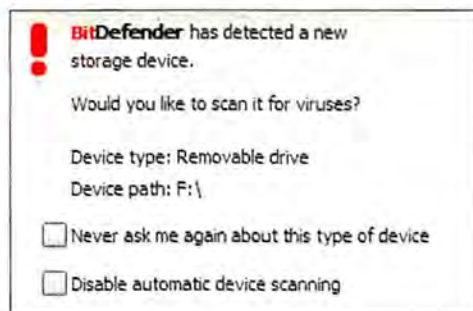 BitDefender has detected a new
storage device.
Would you like to scan it for viruses?
Device type: Removable drive
Device path: F:\
Never ask me again about this type of device
Disable automatic device scanning